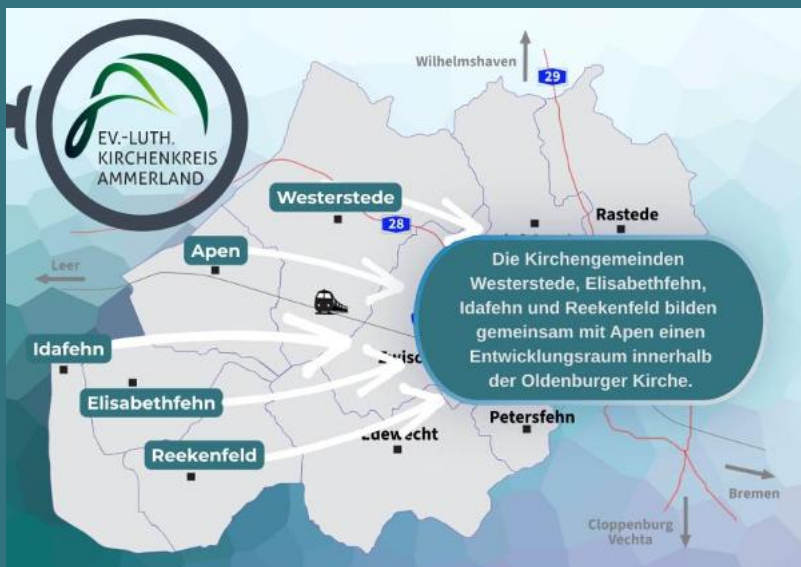 Wilhelmshaven
29
EV.-LUTH.
KIRCHENKREIS
AMMERLAND
Westerstede
28
Rastede
Apen
Leer
Die Kirchengemeinden
Westerstede, Elisabethfehn,
Idafehn und Reekenfeld bilden
gemeinsam mit Apen einen
Entwicklungsraum innerhalb
der Oldenburger Kirche.
Idafehn
Elisabethfehn
Petersfehn
Edewecht
Reekenfeld
Bremen
Cloppenburg
Vechta